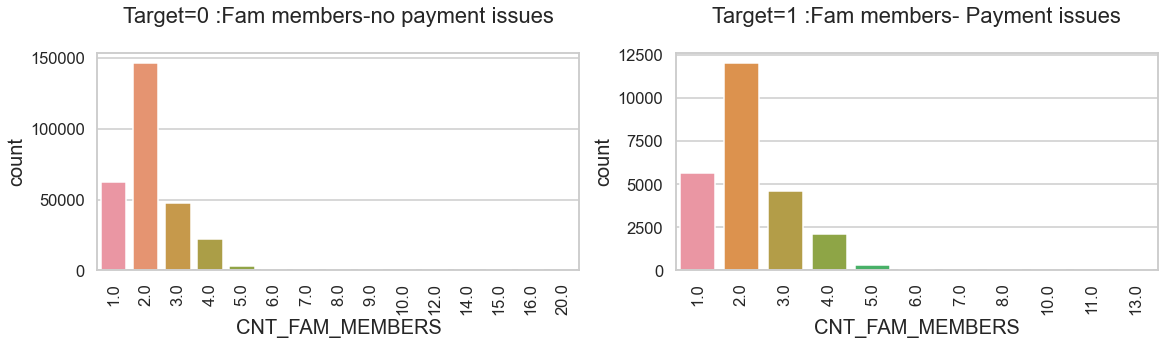 Target=0 :Fam members-no payment issues
150000
100000
50000
0
count
1.0 2.0 3.0 4.0 5.0 6.0 7.0 8.0 9.0 10.0 12.0 14.0 15.0 16.0 20.0
CNT_FAM_MEMBERS
Target=1 :Fam members- Payment issues
12500
10000
7500
5000
2500
0
count
1.0 2.0 3.0 4.0 5.0 6.0 7.0 8.0 10.0 11.0 13.0
CNT_FAM_MEMBERS